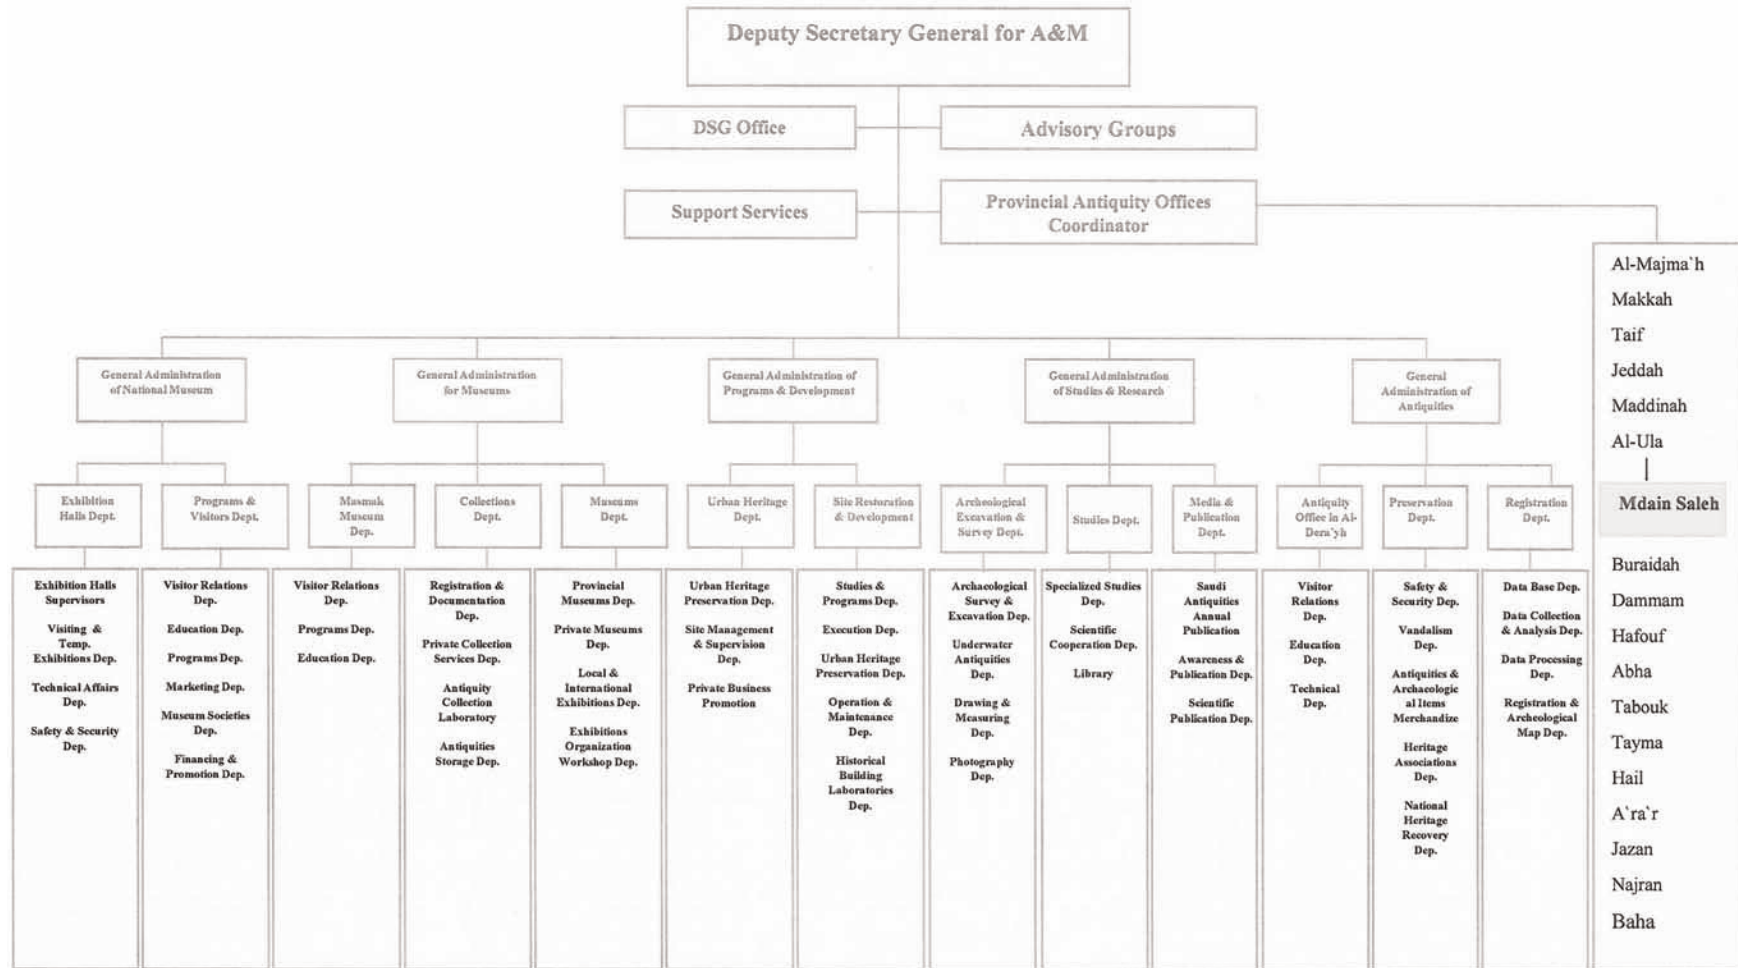 Deputy Secretary General for A&M
DSG Office
Advisory Groups
Support Services
Provincial Antiquity Offices
Coordinator
General Administration
of National Museum
General Administration
for Museums
General Administration of
Programs & Development
General Administration
of Studies & Research
General
Administration of
Antiquities
Exhibition
Halls Dept.
Programs &
Visitors Dept.
Masmak
Museum
Dep.
Collections
Dept.
Museums
Dept.
Urban Heritage
Dept.
Site Restoration
& Development
Archeological
Excavation &
Survey Dept.
Studies Dept.
Media &
Publication
Dept.
Antiquity
Office in Al-
Dera'yh
Preservation
Dept.
Registration
Dept.
Exhibition Halls
Supervisors
Visiting &
Temp.
Exhibitions Dep.
Technical Affairs
Dep.
Safety & Security
Dep.
Visitor Relations
Dep.
Education Dep.
Programs Dep.
Marketing Dep.
Museum Societies
Dep.
Financing &
Promotion Dep.
Visitor Relations
Dep.
Programs Dep.
Education Dep.
Registration &
Documentation
Dep.
Private Collection
Services Dep.
Antiquity
Collection
Laboratory
Antiquities
Storage Dep.
Provincial
Museums Dep.
Private Museums
Dep.
Local &
International
Exhibitions Dep.
Exhibitions
Organization
Workshop Dep.
Urban Heritage
Preservation Dep.
Site Management
& Supervision
Dep.
Private Business
Promotion
Studies &
Programs Dep.
Execution Dep.
Urban Heritage
Preservation Dep.
Operation &
Maintenance
Dep.
Historical
Building
Laboratories
Dep.
Archaeological
Survey &
Excavation Dep.
Underwater
Antiquities
Dep.
Drawing &
Measuring
Dep.
Photography
Dep.
Specialized Studies
Dep.
Scientific
Cooperation Dep.
Library
Saudi
Antiquities
Annual
Publication
Awareness &
Publication Dep.
Scientific
Publication Dep.
Visitor
Relations
Dep.
Education
Dep.
Technical
Dep.
Safety &
Security Dep.
Vandalism
Dep.
Antiquities &
Archaeologic
al Items
Merchandize
Heritage
Associations
Dep.
National
Heritage
Recovery
Dep.
Data Base Dep.
Data Collection
& Analysis Dep.
Data Processing
Dep.
Registration &
Archeological
Map Dep.
Al-Majma`h
Makkah
Taif
Jeddah
Maddinah
Al-Ula
Mdain Saleh
Buraidah
Dammam
Hafouf
Abha
Tabouk
Tayma
Hail
A`ra`r
Jazan
Najran
Baha